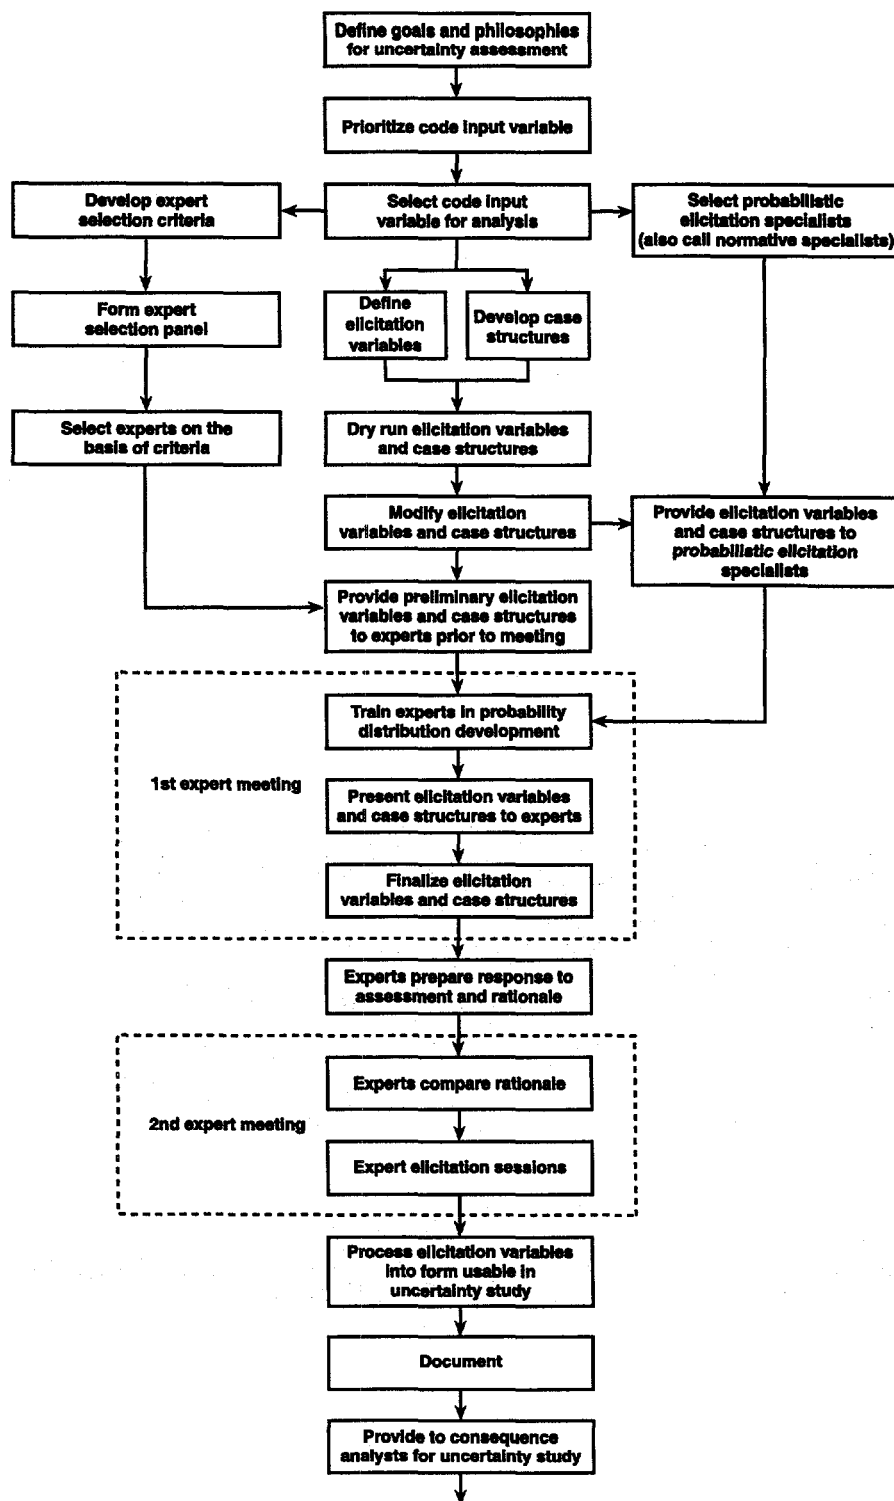 Define goals and philosophies
for uncertainty assessment
Prioritize code input variable
Develop expert
selection criteria
Select code input
variable for analysis
Select probabilistic
elicitation specialists
(also call normative specialists)
Form expert
selection panel
Define
elicitation
variables
Develop case
structures
Select experts on the
basis of criteria
Dry run elicitation variables
and case structures
Modify elicitation
variables and case structures
Provide elicitation variables
and case structures to
probabilistic elicitation
specialists
Provide preliminary elicitation
variables and case structures
to experts prior to meeting
Train experts in probability
distribution development
1st expert meeting
Present elicitation variables
and case structures to experts
Finalize elicitation
variables and case structures
Experts prepare response to
assessment and rationale
Experts compare rationale
2nd expert meeting
Expert elicitation sessions
Process elicitation variables
into form usable in
uncertainty study
Document
Provide to consequence
analysts for uncertainty study